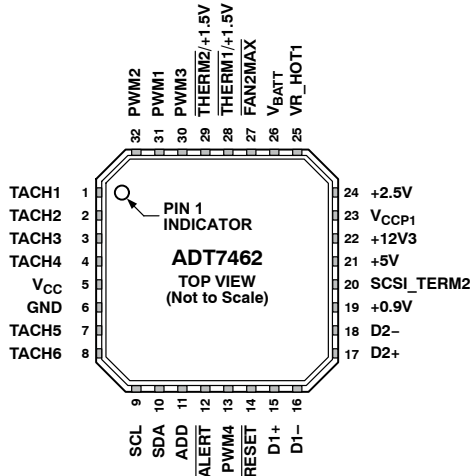 32 PWM2
31 PWM1
30 PWM3
29 THERM2/+1.5V
28 THERM1/+1.5V
27 FAN2MAX
26 VBATT
25 VR_HOT1
TACH1 1
TACH2 2
TACH3 3
TACH4 4
VCC 5
GND 6
TACH5 7
TACH6 8
PIN 1
INDICATOR
ADT7462
TOP VIEW
(Not to Scale)
24 +2.5V
23 VCCP1
22 +12V3
21 +5V
20 SCSI_TERM2
19 +0.9V
18 D2–
17 D2+
SCL 9
SDA 10
ADD 11
ALERT 12
PWM4 13
RESET 14
D1+ 15
D1– 16